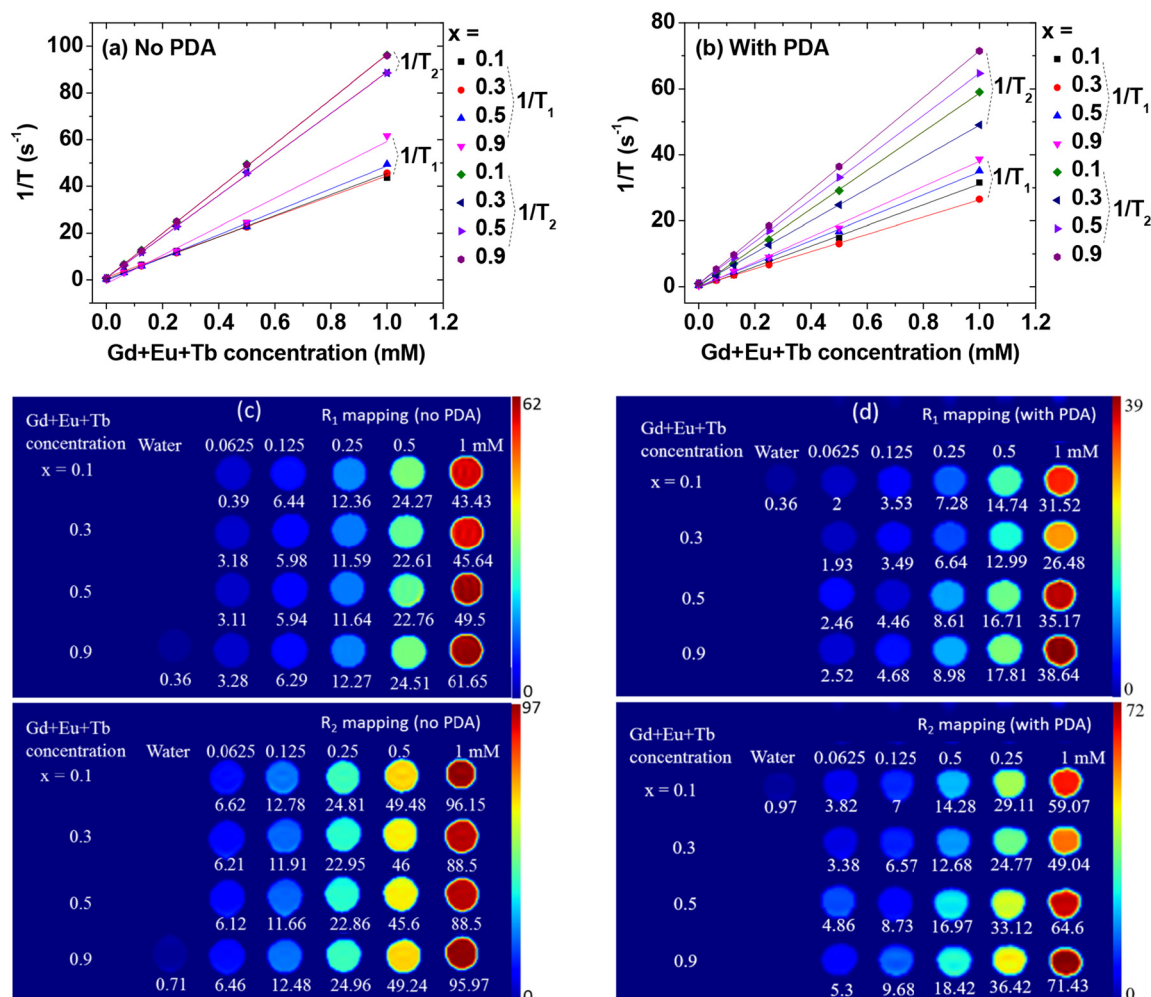 (a) No PDA
x =
0.1
0.3
0.5
0.9
0.1
0.3
0.5
0.9
1/T₁
1/T₂
1/T₂
1/T₁
100
80
60
40
20
0
1/T (s⁻¹)
0.0 0.2 0.4 0.6 0.8 1.0 1.2
Gd+Eu+Tb concentration (mM)
(b) With PDA
x =
0.1
0.3
0.5
0.9
0.1
0.3
0.5
0.9
1/T₁
1/T₂
1/T₂
1/T₁
80
60
40
20
0
1/T (s⁻¹)
0.0 0.2 0.4 0.6 0.8 1.0 1.2
Gd+Eu+Tb concentration (mM)
(c)
R₁ mapping (no PDA)
62
Gd+Eu+Tb
concentration Water 0.0625 0.125 0.25 0.5 1 mM
x = 0.1
0.39 6.44 12.36 24.27 43.43
0.3
3.18 5.98 11.59 22.61 45.64
0.5
3.11 5.94 11.64 22.76 49.5
0.9
0.36 3.28 6.29 12.27 24.51 61.65
0
(d)
R₁ mapping (with PDA)
39
Gd+Eu+Tb
concentration Water 0.0625 0.125 0.25 0.5 1 mM
x = 0.1
0.36 2 3.53 7.28 14.74 31.52
0.3
1.93 3.49 6.64 12.99 26.48
0.5
2.46 4.46 8.61 16.71 35.17
0.9
2.52 4.68 8.98 17.81 38.64
0
R₂ mapping (no PDA)
97
Gd+Eu+Tb
concentration Water 0.0625 0.125 0.25 0.5 1 mM
x = 0.1
6.62 12.78 24.81 49.48 96.15
0.3
6.21 11.91 22.95 46 88.5
0.5
6.12 11.66 22.86 45.6 88.5
0.9
0.71 6.46 12.48 24.96 49.24 95.97
0
R₂ mapping (with PDA)
72
Gd+Eu+Tb
concentration Water 0.0625 0.125 0.5 0.25 1 mM
x = 0.1
0.97 3.82 7 14.28 29.11 59.07
0.3
3.38 6.57 12.68 24.77 49.04
0.5
4.86 8.73 16.97 33.12 64.6
0.9
5.3 9.68 18.42 36.42 71.43
0